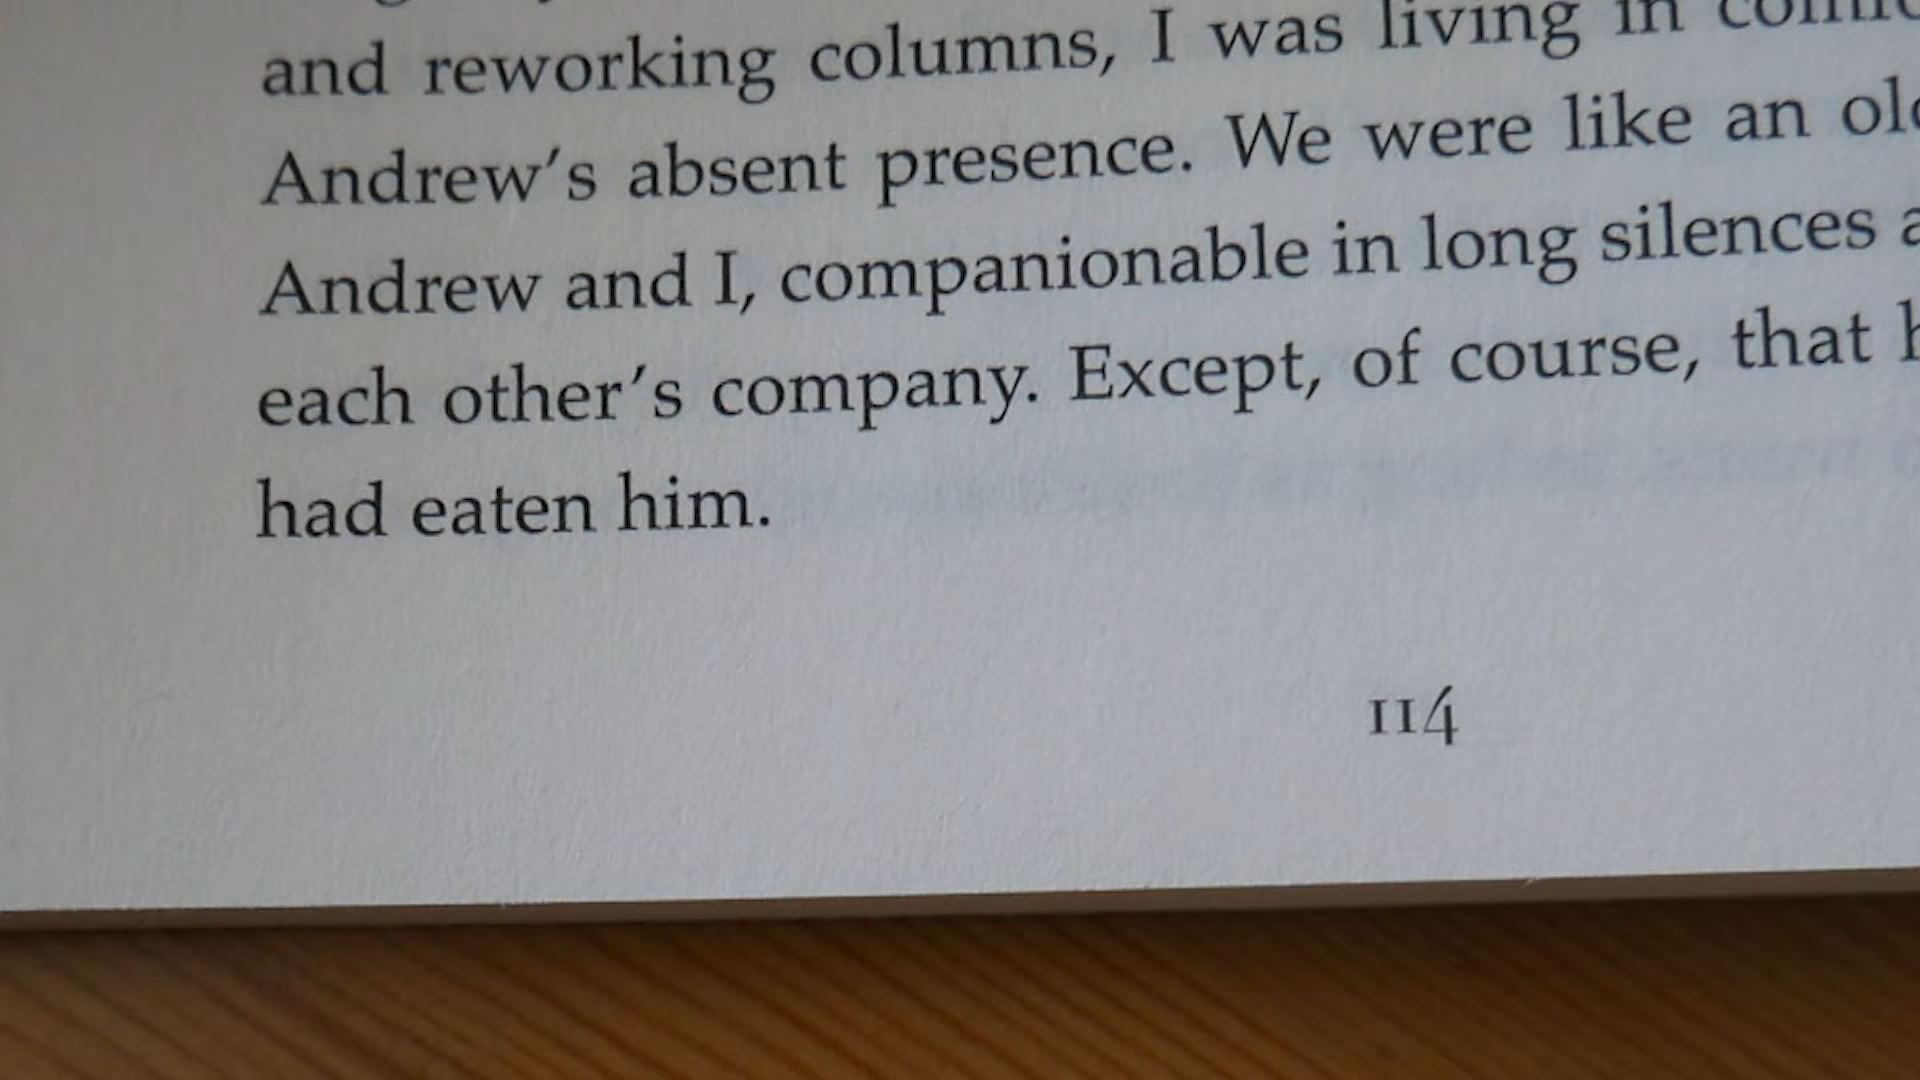 and reworking columns, I was living in
Andrew's absent presence. We were like an
Andrew and I, companionable in long silences
each other's company. Except, of course, that
had eaten him.
114